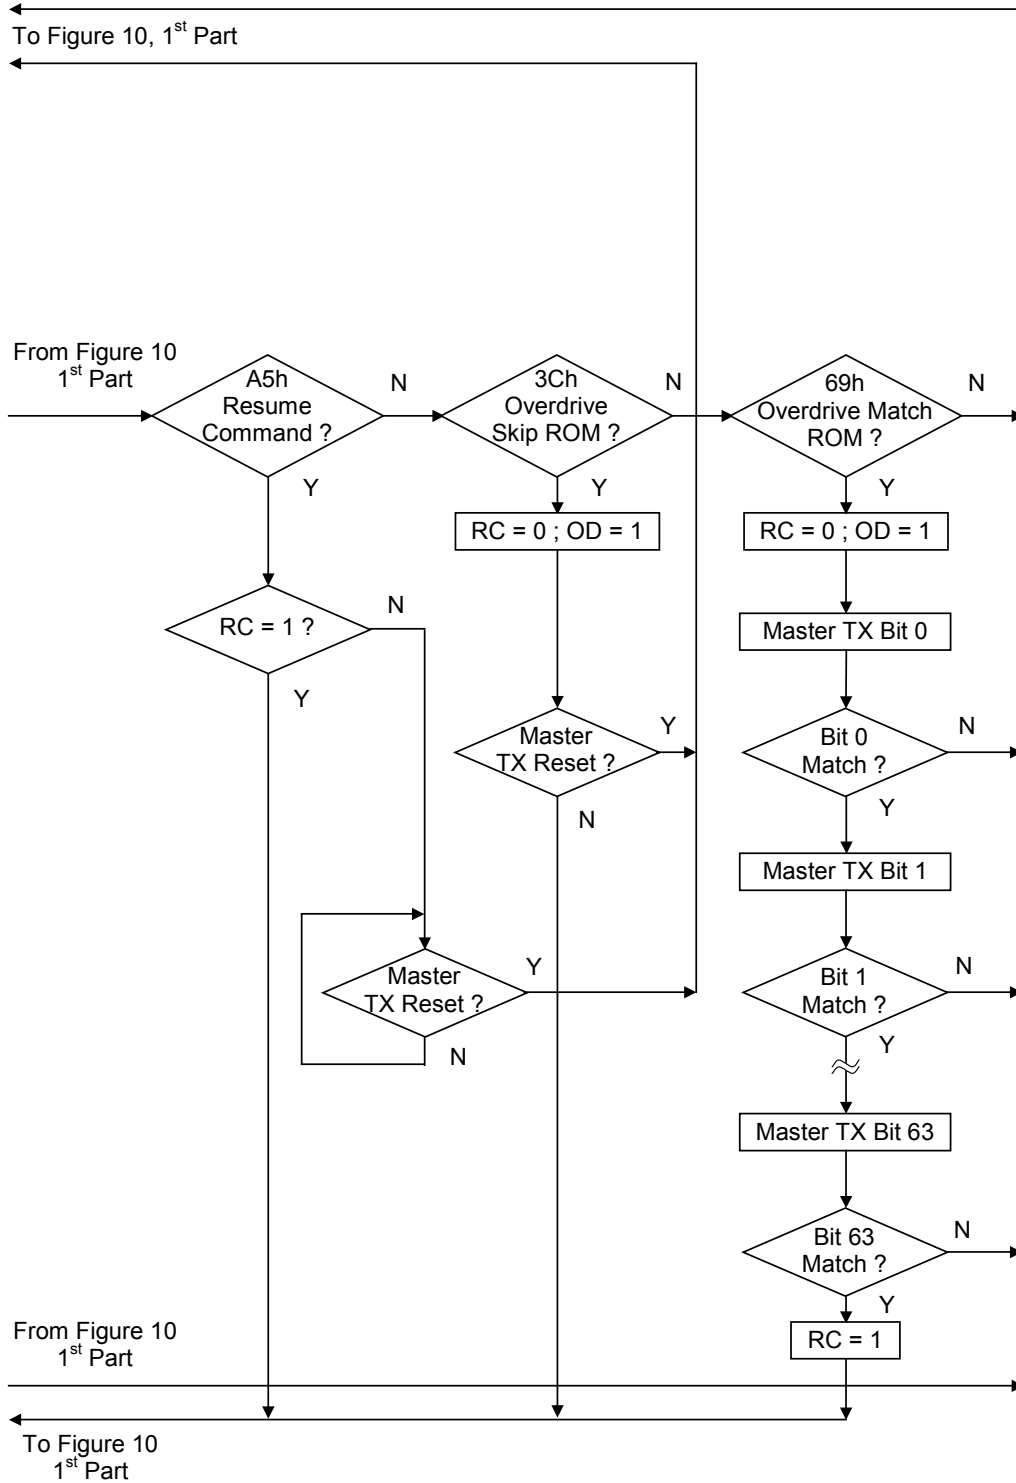 To Figure 10, 1st Part
From Figure 10
1st Part
A5h
Resume
Command ?
N
Y
3Ch
Overdrive
Skip ROM ?
N
Y
69h
Overdrive Match
ROM ?
N
Y
RC = 0 ; OD = 1
RC = 0 ; OD = 1
RC = 1 ?
N
Y
Master TX Bit 0
Master
TX Reset ?
Y
N
Bit 0
Match ?
N
Y
Master TX Bit 1
Master
TX Reset ?
Y
N
Bit 1
Match ?
N
Y
Master TX Bit 63
Bit 63
Match ?
N
Y
RC = 1
From Figure 10
1st Part
To Figure 10
1st Part